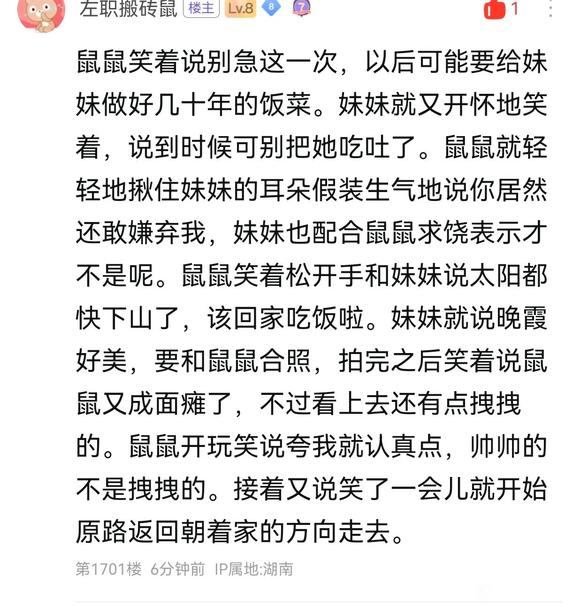 左职搬砖鼠 楼主 Lv.8 8 7 1
鼠鼠笑着说别急这一次，以后可能要给妹
妹做好几十年的饭菜。妹妹就又开怀地笑
着，说到时候可别把她吃吐了。鼠鼠就轻
轻地揪住妹妹的耳朵假装生气地说你居然
还敢嫌弃我，妹妹也配合鼠鼠求饶表示才
不是呢。鼠鼠笑着松开手和妹妹说太阳都
快下山了，该回家吃饭啦。妹妹就说晚霞
好美，要和鼠鼠合照，拍完之后笑着说鼠
鼠又成面瘫了，不过看上去还有点拽拽
的。鼠鼠开玩笑说夸我就认真点，帅帅的
不是拽拽的。接着又说笑了一会儿就开始
原路返回朝着家的方向走去。
第1701楼 6分钟前 IP属地:湖南